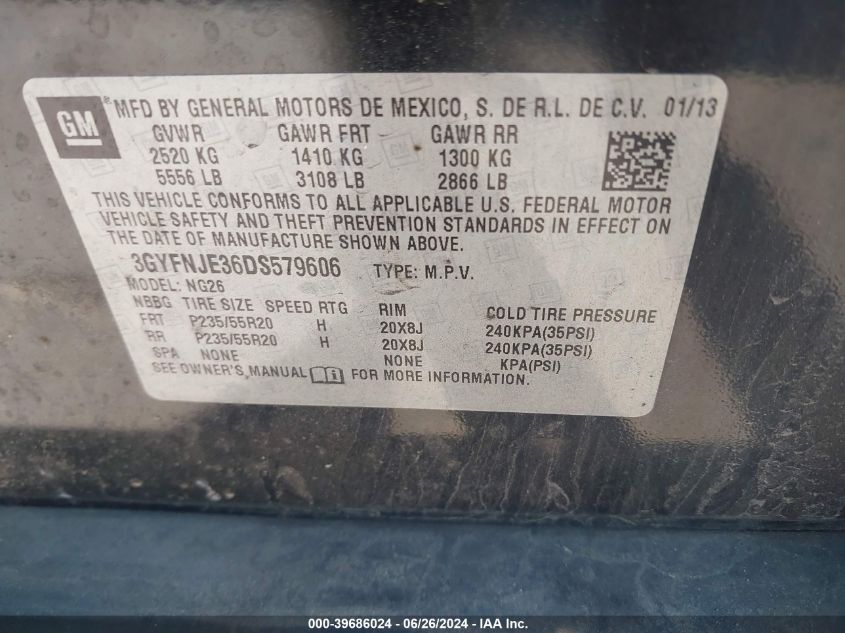 GM ® MFD BY GENERAL MOTORS DE MEXICO, S. DE R.L. DE C.V. 01/13
GVWR GAWR FRT GAWR RR
2520 KG 1410 KG 1300 KG
5556 LB 3108 LB 2866 LB
THIS VEHICLE CONFORMS TO ALL APPLICABLE U.S. FEDERAL MOTOR
VEHICLE SAFETY AND THEFT PREVENTION STANDARDS IN EFFECT ON
THE DATE OF MANUFACTURE SHOWN ABOVE.
3GYFNJE36DS579606 TYPE: M.P.V.
MODEL: NG26
NBBG TIRE SIZE SPEED RTG RIM COLD TIRE PRESSURE
FRT P235/55R20 H 20X8J 240KPA(35PSI)
RR P235/55R20 H 20X8J 240KPA(35PSI)
SPA NONE NONE KPA(PSI)
SEE OWNER'S MANUAL FOR MORE INFORMATION.
000-39686024 - 06/26/2024 - IAA Inc.